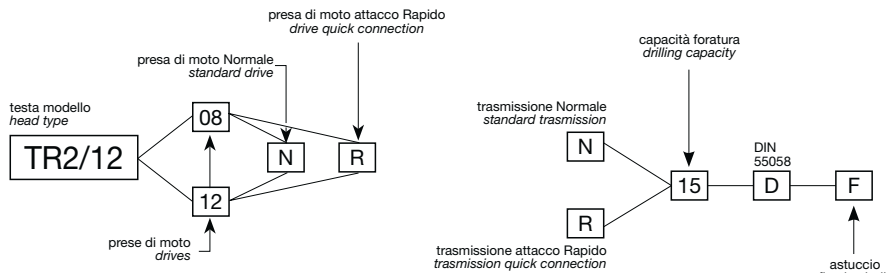 presa di moto attacco Rapido
drive quick connection
presa di moto Normale
standard drive
testa modello
head type
TR2/12
08
N
R
12
prese di moto
drives
capacità foratura
drilling capacity
trasmissione Normale
standard trasmission
N
DIN
55058
15
D
F
R
trasmissione attacco Rapido
trasmission quick connection
astuccio